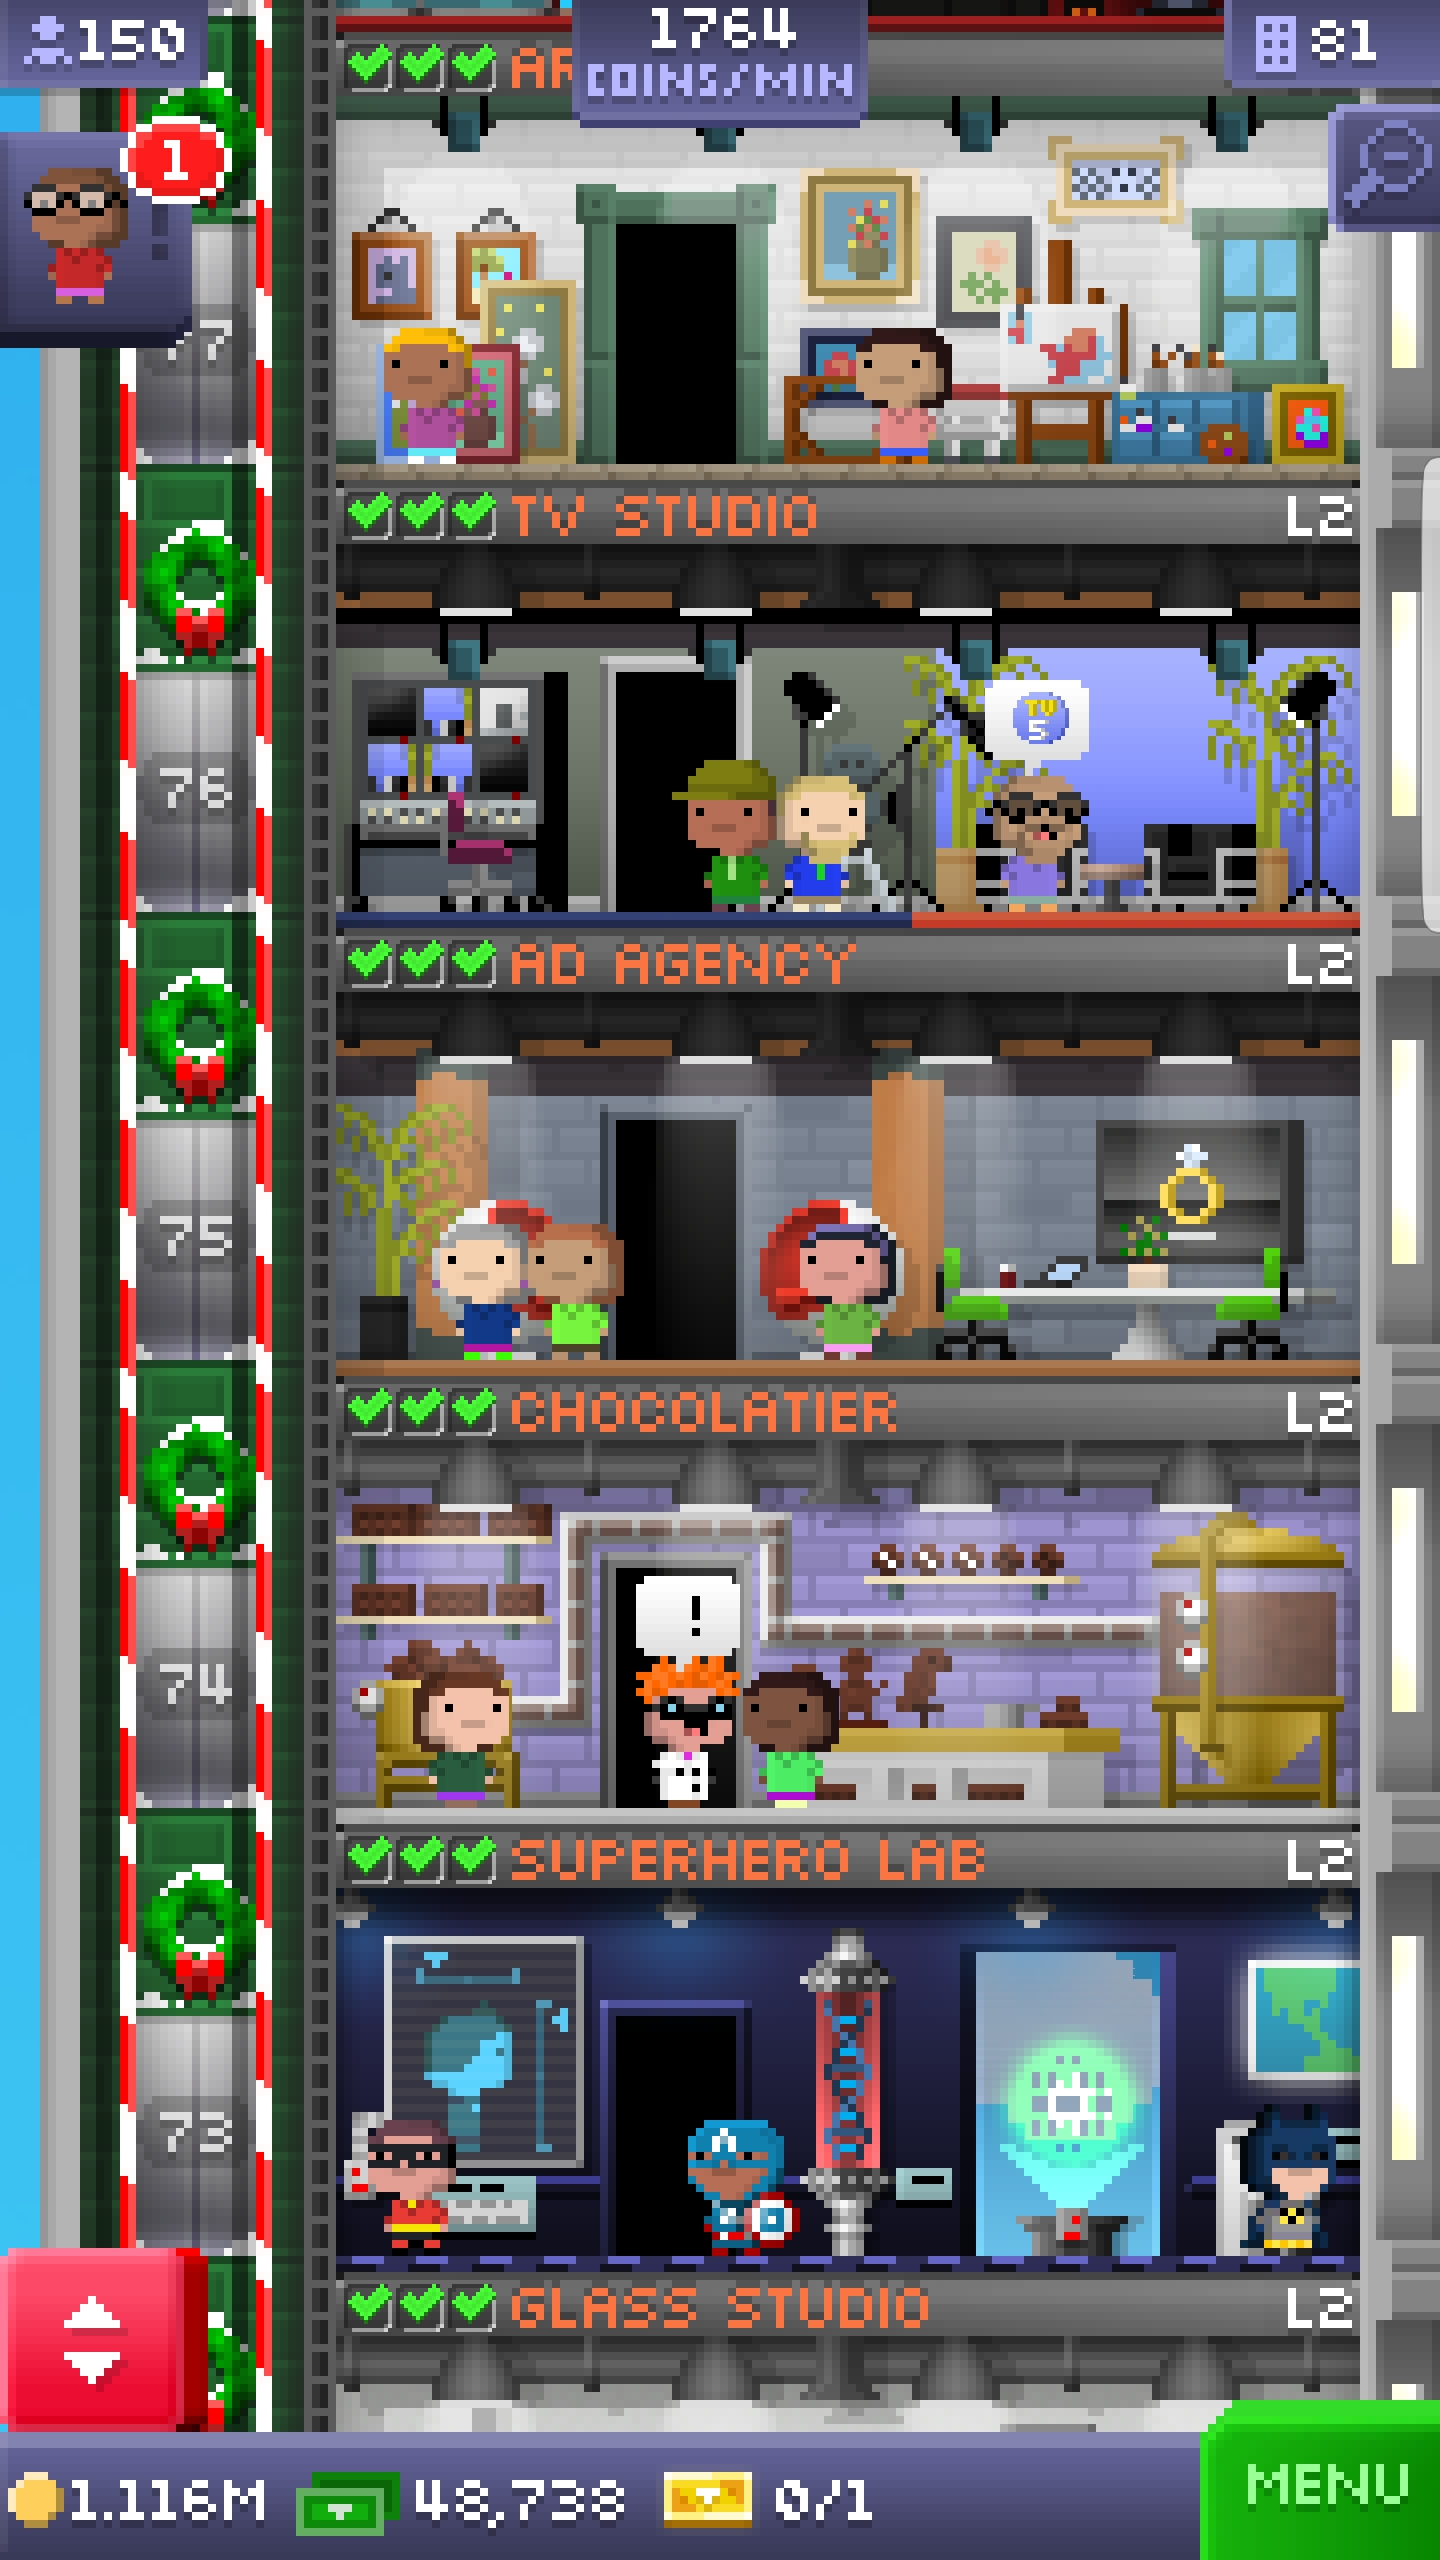 150
1764
COINS/MIN
81
1
AR
77
TV STUDIO L2
TV
5
76
AD AGENCY L2
75
CHOCOLATIER L2
!
74
SUPERHERO LAB L2
A
73
GLASS STUDIO L2
1.116M 48,738 0/1 MENU